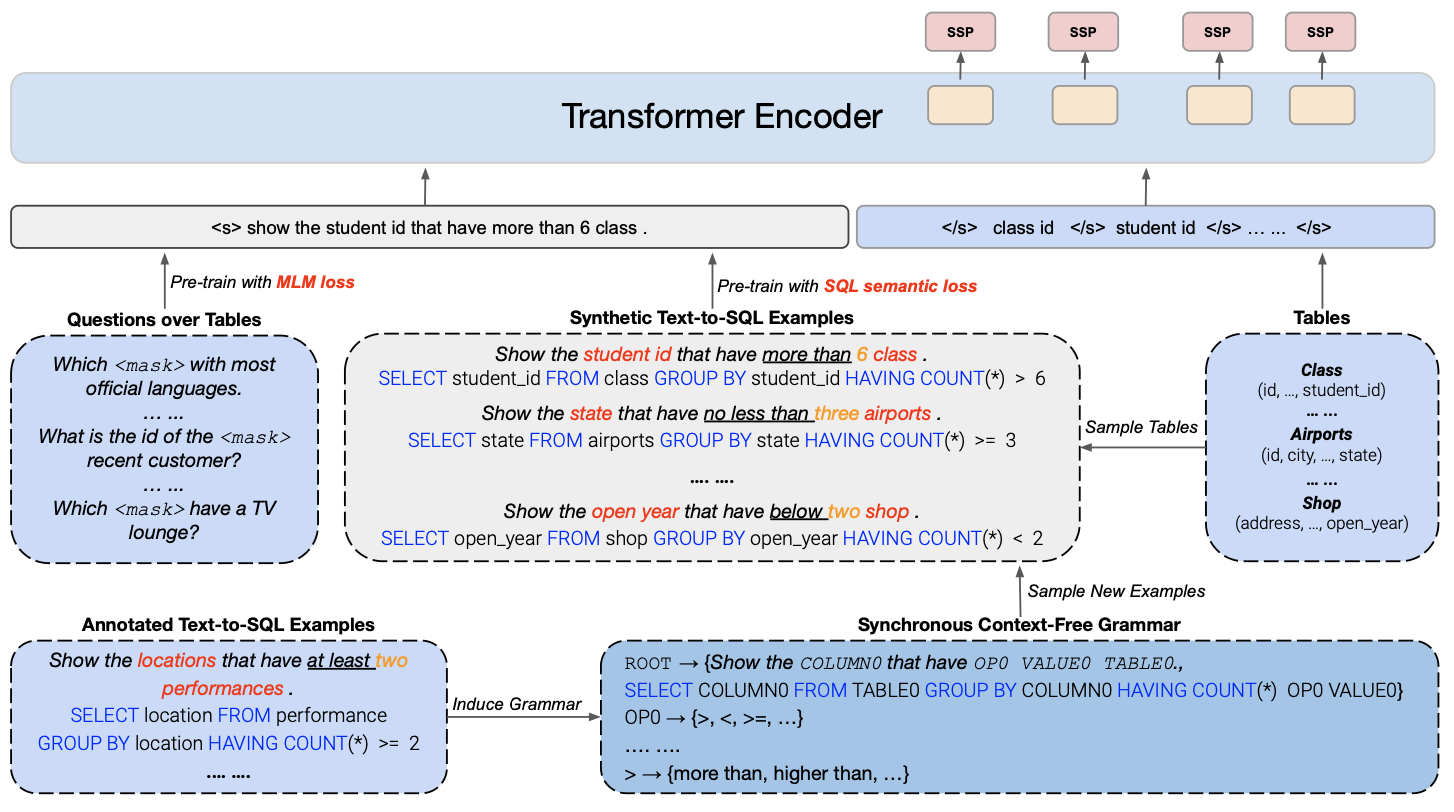 SSP SSP SSP SSP
Transformer Encoder
<s> show the student id that have more than 6 class .
</s> class id </s> student id </s> … ... </s>
Pre-train with MLM loss
Pre-train with SQL semantic loss
Questions over Tables
Which <mask> with most
official languages.
… ...
What is the id of the <mask>
recent customer?
… ...
Which <mask> have a TV
lounge?
Synthetic Text-to-SQL Examples
Show the student id that have more than 6 class .
SELECT student_id FROM class GROUP BY student_id HAVING COUNT(*) > 6
Show the state that have no less than three airports .
SELECT state FROM airports GROUP BY state HAVING COUNT(*) >= 3
…. ….
Show the open year that have below two shop .
SELECT open_year FROM shop GROUP BY open_year HAVING COUNT(*) < 2
Sample Tables
Tables
Class
(id, …, student_id)
… ...
Airports
(id, city, …, state)
… ...
Shop
(address, …, open_year)
Sample New Examples
Annotated Text-to-SQL Examples
Show the locations that have at least two
performances .
SELECT location FROM performance
GROUP BY location HAVING COUNT(*) >= 2
…. ….
Induce Grammar
Synchronous Context-Free Grammar
ROOT → {Show the COLUMN0 that have OP0 VALUE0 TABLE0.,
SELECT COLUMN0 FROM TABLE0 GROUP BY COLUMN0 HAVING COUNT(*) OP0 VALUE0}
OP0 → {>, <, >=, …}
…. ….
> → {more than, higher than, …}